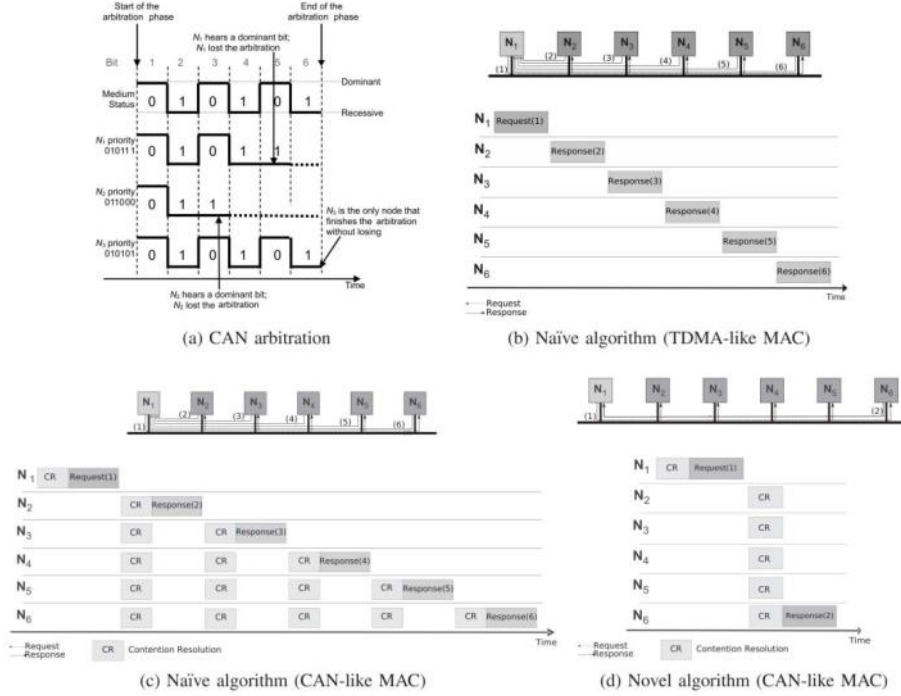 Start of the
arbitration phase
End of the
arbitration phase
N1 hears a dominant bit;
N1 lost the arbitration
Bit 1 2 3 4 5 6
Dominant
Medium
Status
0 1 0 1 0 1
Recessive
N1 priority
010111
0 1 0 1 1
N2 priority
011000
0 1 1
N3 is the only node that
finishes the arbitration
without losing
N3 priority
010101
0 1 0 1 0 1
Time
N2 hears a dominant bit;
N2 lost the arbitration
(a) CAN arbitration
N1 N2 N3 N4 N5 N6
(1) (2) (3) (4) (5) (6)
N1 Request(1)
N2 Response(2)
N3 Response(3)
N4 Response(4)
N5 Response(5)
N6 Response(6)
Time
Request
Response
(b) Naïve algorithm (TDMA-like MAC)
N1 N2 N3 N4 N5 N6
(1) (2) (3) (4) (5) (6)
N1 CR Request(1)
N2 CR Response(2)
N3 CR CR Response(3)
N4 CR CR CR Response(4)
N5 CR CR CR CR Response(5)
N6 CR CR CR CR CR Response(6)
Time
Request
Response
CR Contention Resolution
(c) Naïve algorithm (CAN-like MAC)
N1 N2 N3 N4 N5 N6
(1) (2)
N1 CR Request(1)
N2 CR
N3 CR
N4 CR
N5 CR
N6 CR Response(2)
Time
Request
Response
CR Contention Resolution
(d) Novel algorithm (CAN-like MAC)